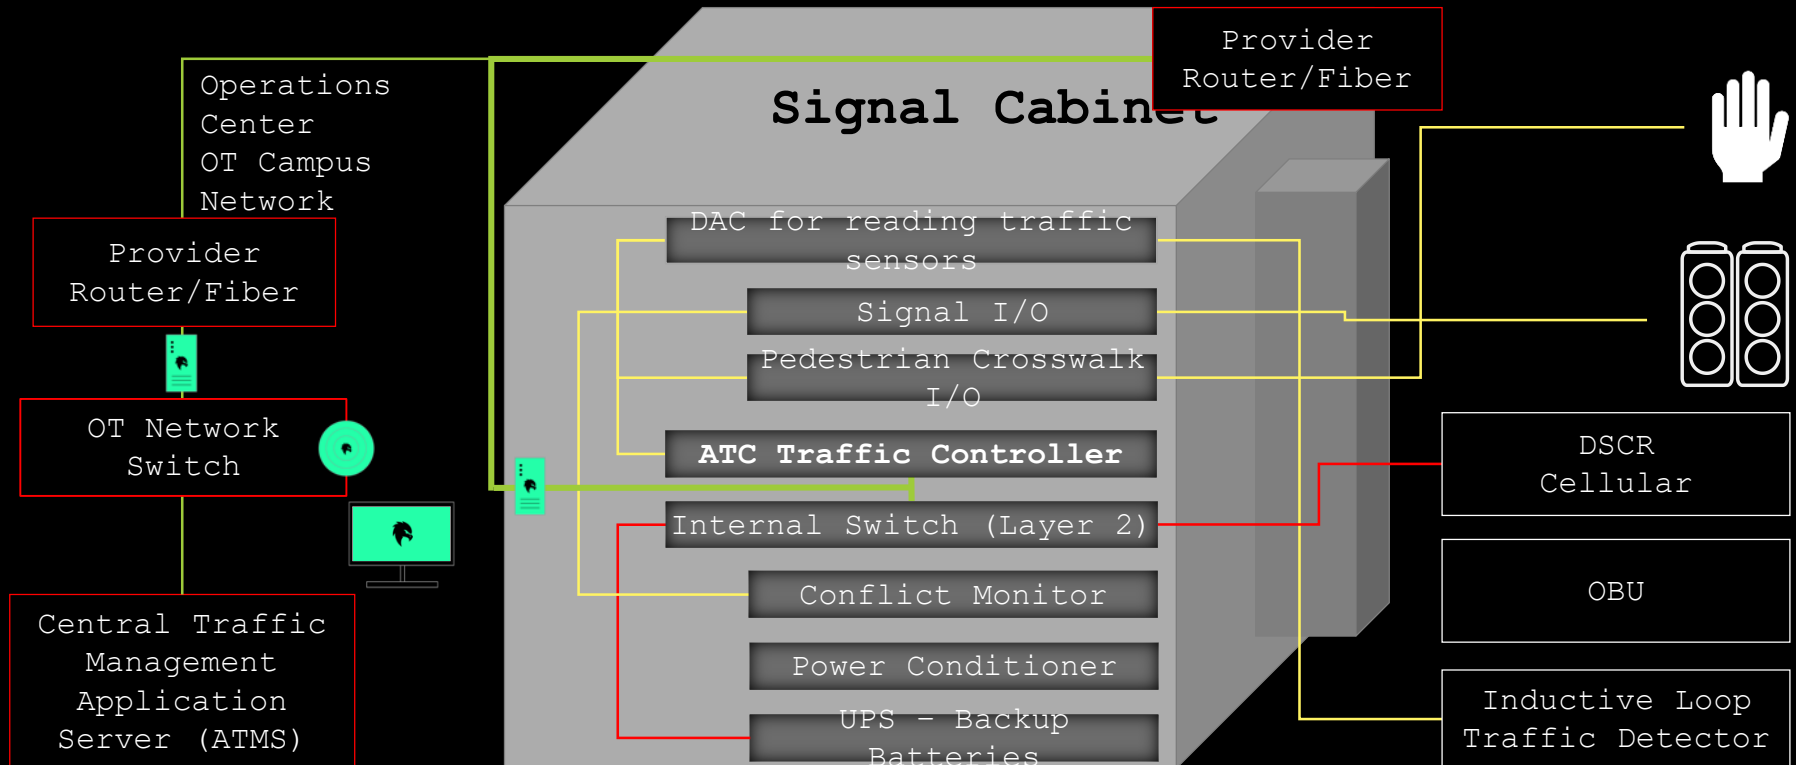 Provider
Router/Fiber
Signal Cabinet
Operations
Center
OT Campus
Network
Provider
Router/Fiber
OT Network
Switch
Central Traffic
Management
Application
Server (ATMS)
DAC for reading traffic
sensors
Signal I/O
Pedestrian Crosswalk
I/O
ATC Traffic Controller
Internal Switch (Layer 2)
Conflict Monitor
Power Conditioner
UPS – Backup
Batteries
DSCR
Cellular
OBU
Inductive Loop
Traffic Detector